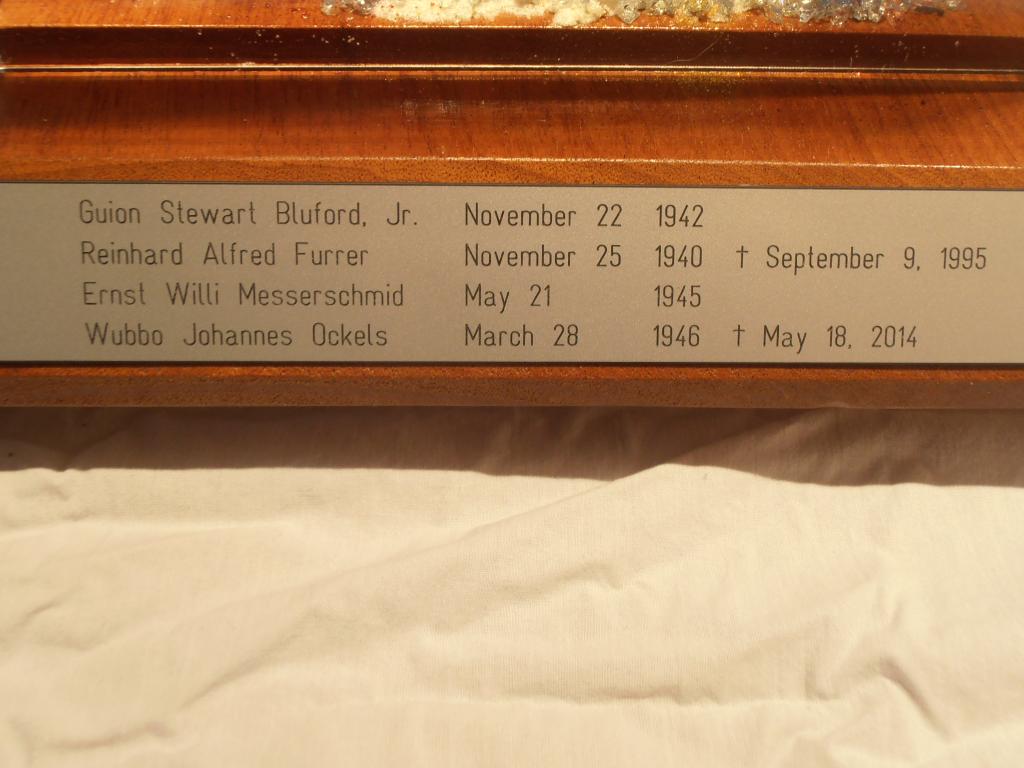 Guion Stewart Bluford, Jr. November 22 1942
Reinhard Alfred Furrer November 25 1940 † September 9, 1995
Ernst Willi Messerschmid May 21 1945
Wubbo Johannes Ockels March 28 1946 † May 18, 2014